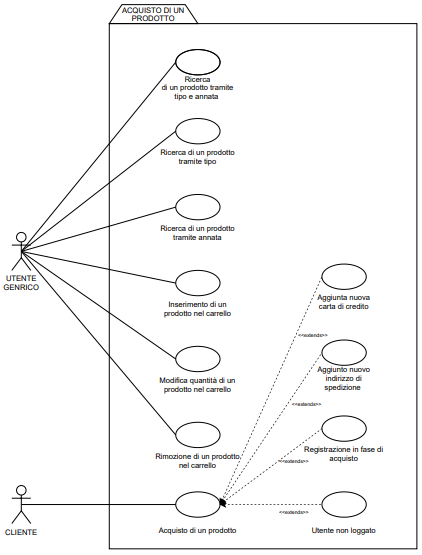 ACQUISTO DI UN
PRODOTTO
Ricerca
di un prodotto tramite
tipo e annata
Ricerca di un prodotto
tramite tipo
Ricerca di un prodotto
tramite annata
UTENTE
GENRICO
Inserimento di un
prodotto nel carrello
Aggiunta nuova
carta di credito
<<extends>>
Modifica quantità di un
prodotto nel carrello
Aggiunto nuovo
indirizzo di
spedizione
<<extends>>
Rimozione di un prodotto
nel carrello
Registrazione in fase di
acquisto
<<extends>>
CLIENTE
Acquisto di un prodotto
<<extends>>
Utente non loggato